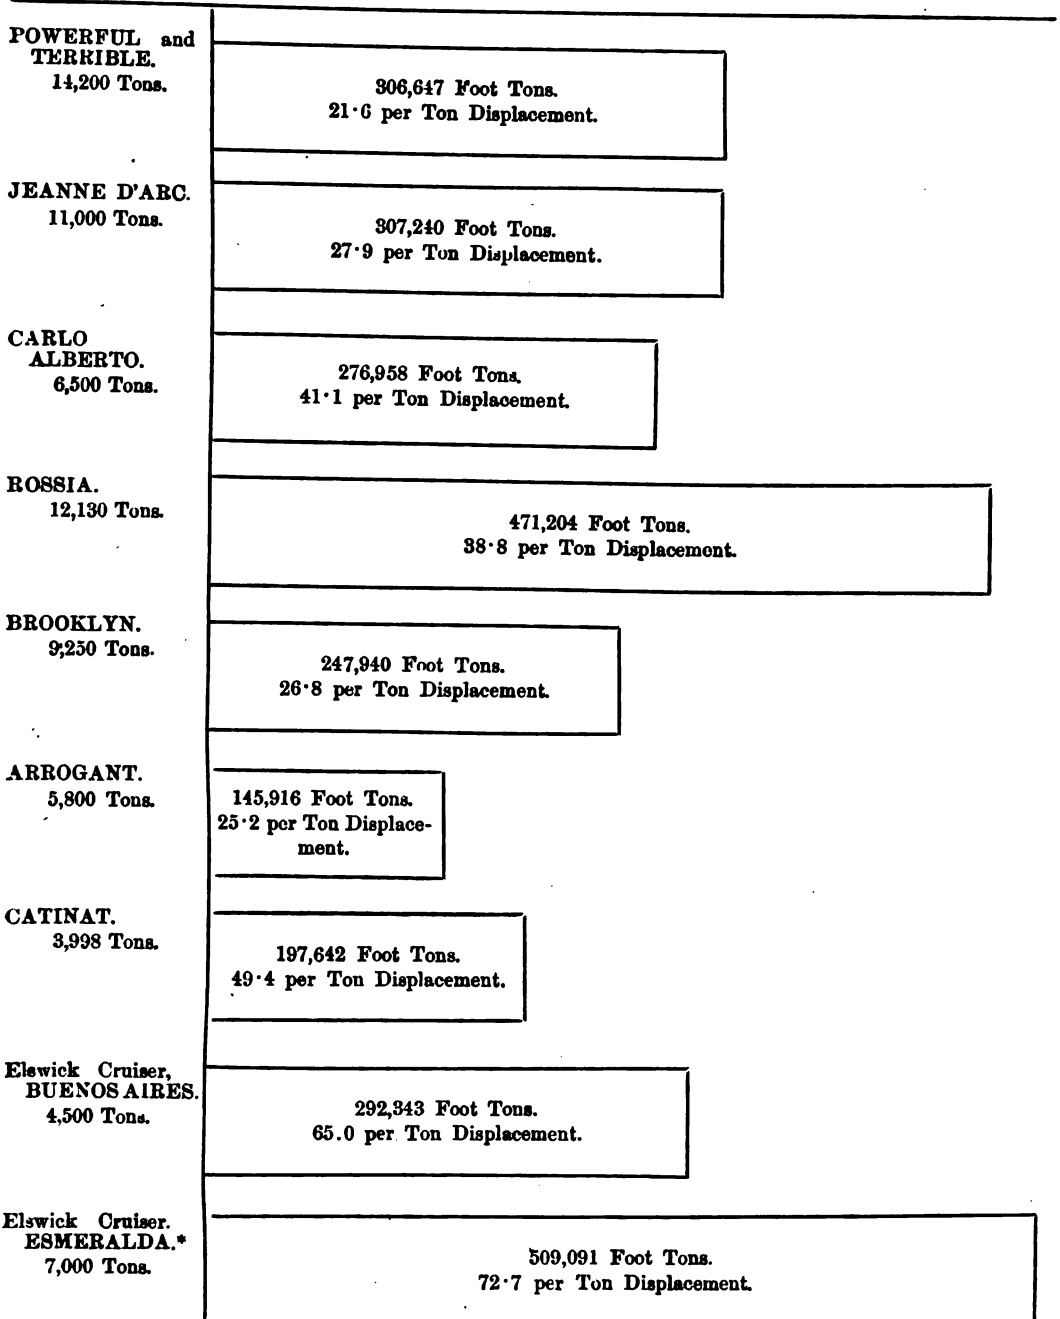 POWERFUL and
TERRIBLE.
14,200 Tons.
306,647 Foot Tons.
21·6 per Ton Displacement.
JEANNE D'ARC.
11,000 Tons.
307,240 Foot Tons.
27·9 per Ton Displacement.
CARLO
ALBERTO.
6,500 Tons.
276,958 Foot Tons.
41·1 per Ton Displacement.
ROSSIA.
12,130 Tons.
471,204 Foot Tons.
38·8 per Ton Displacement.
BROOKLYN.
9,250 Tons.
247,940 Foot Tons.
26·8 per Ton Displacement.
ARROGANT.
5,800 Tons.
145,916 Foot Tons.
25·2 per Ton Displace-
ment.
CATINAT.
3,998 Tons.
197,642 Foot Tons.
49·4 per Ton Displacement.
Elswick Cruiser,
BUENOS AIRES.
4,500 Tons.
292,343 Foot Tons.
65.0 per Ton Displacement.
Elswick Cruiser.
ESMERALDA.*
7,000 Tons.
509,091 Foot Tons.
72·7 per Ton Displacement.